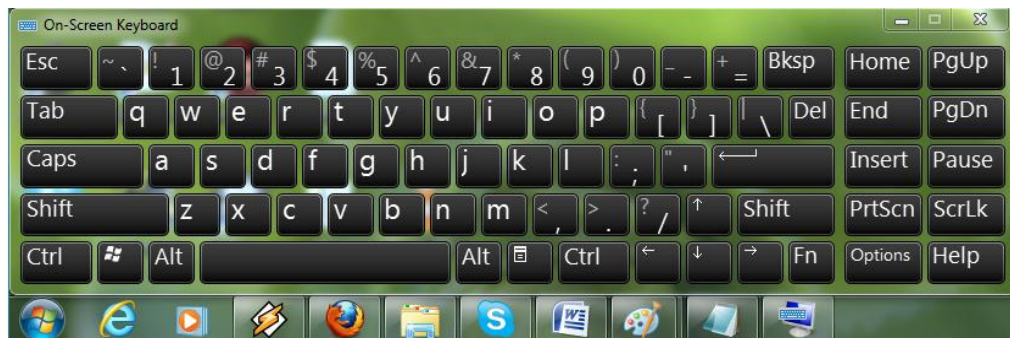 On-Screen Keyboard
Esc ~ ` ! 1 @ 2 # 3 $ 4 % 5 ^ 6 & 7 * 8 ( 9 ) 0 _ - + = Bksp Home PgUp
Tab q w e r t y u i o p { [ } ] | \ Del End PgDn
Caps a s d f g h j k l : ; " ' Insert Pause
Shift z x c v b n m < , > . ? / ↑ Shift PrtScn ScrLk
Ctrl Alt Alt Ctrl ← ↓ → Fn Options Help